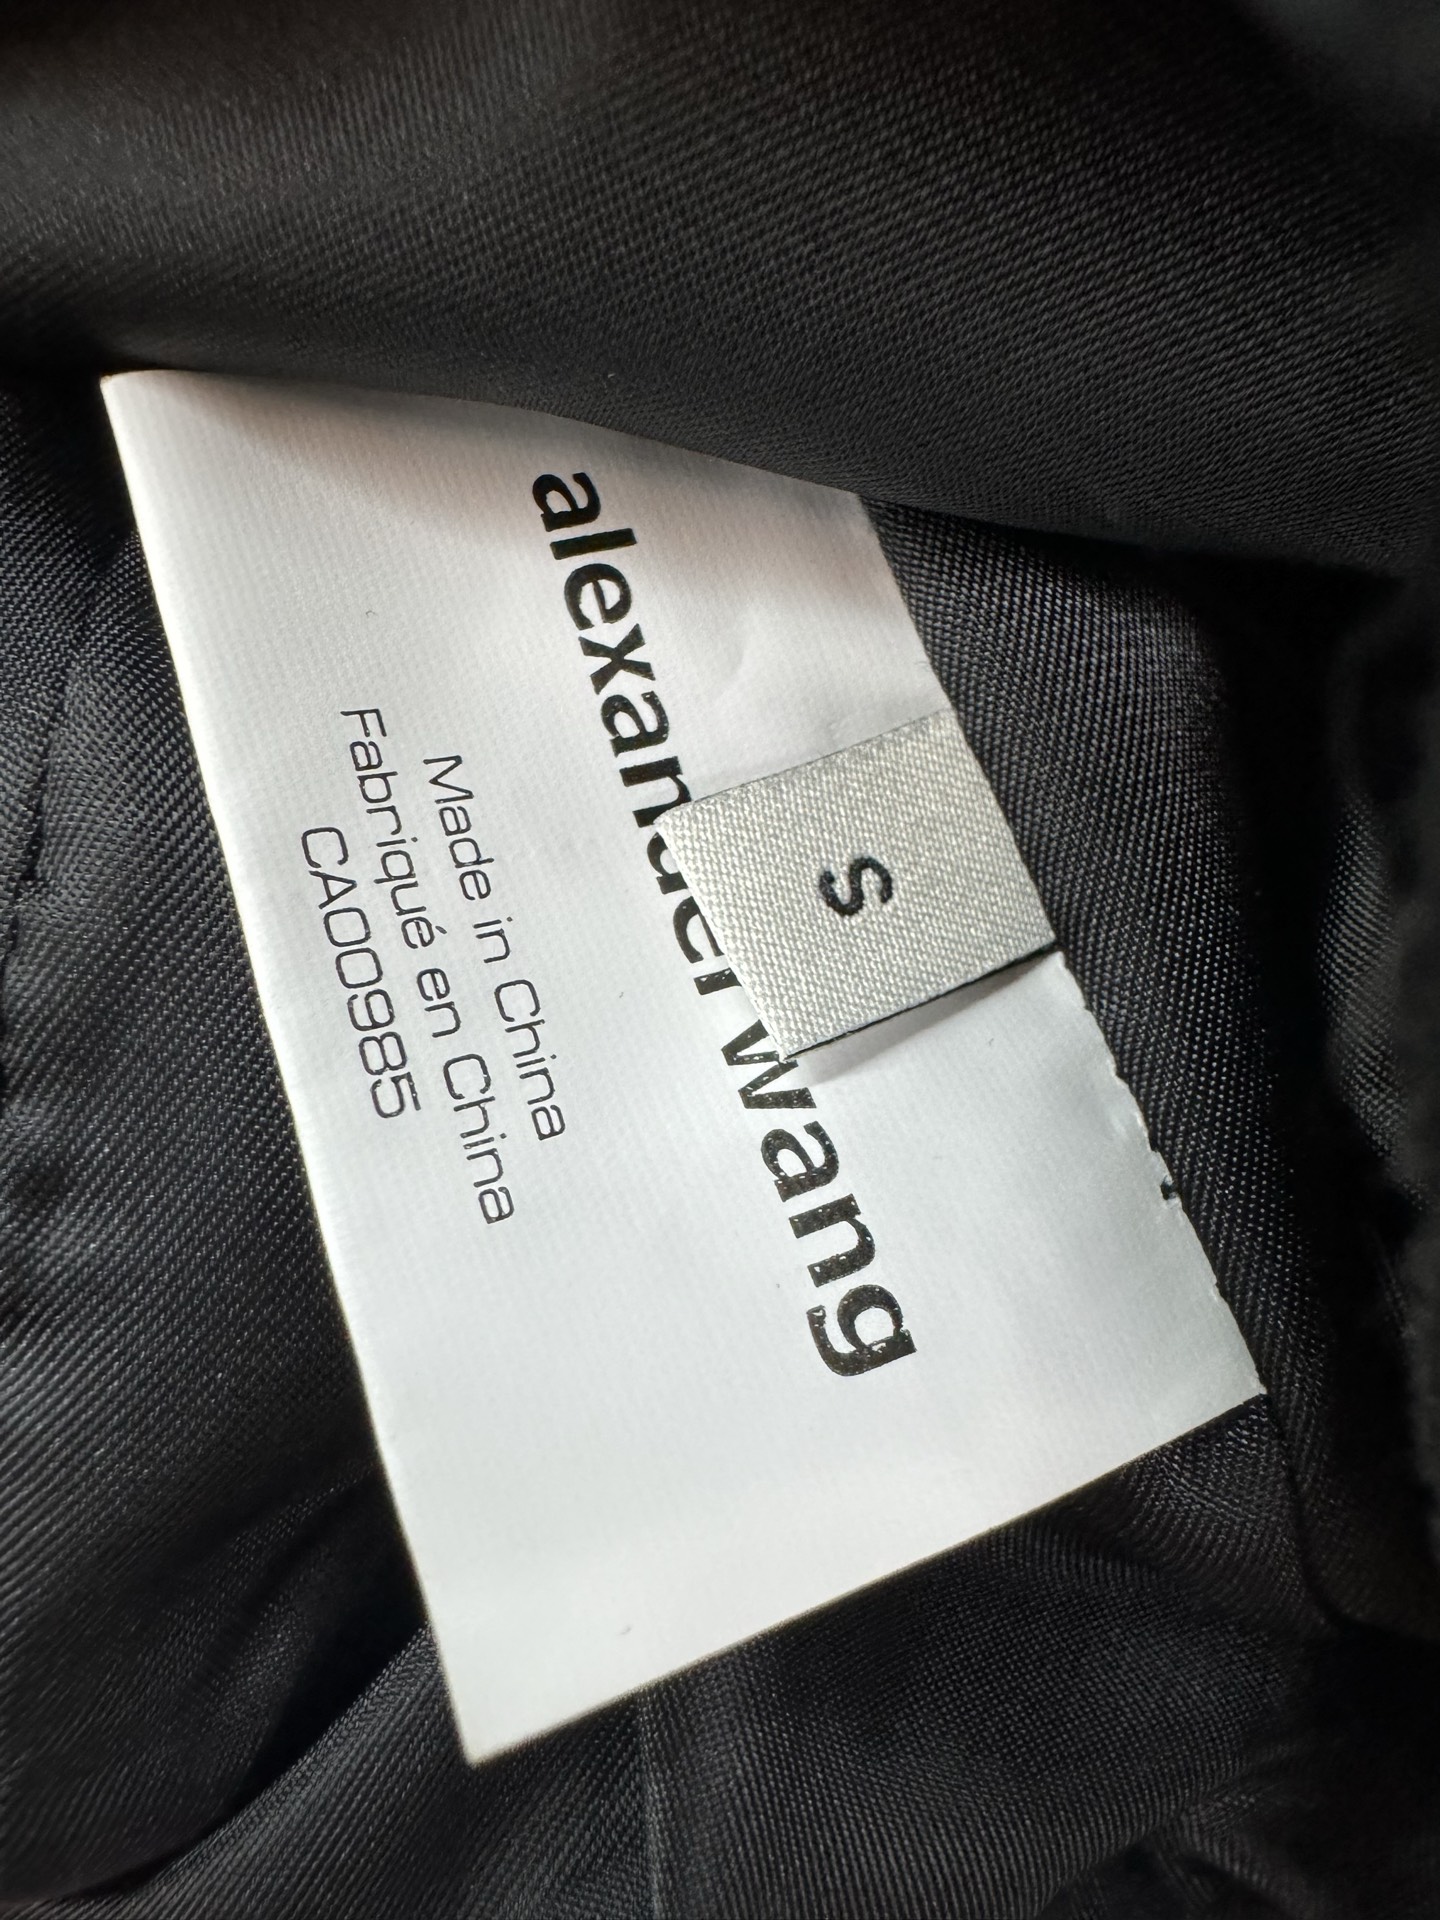 alexander wang
S
Made in China
Fabriqué en China
CA00985